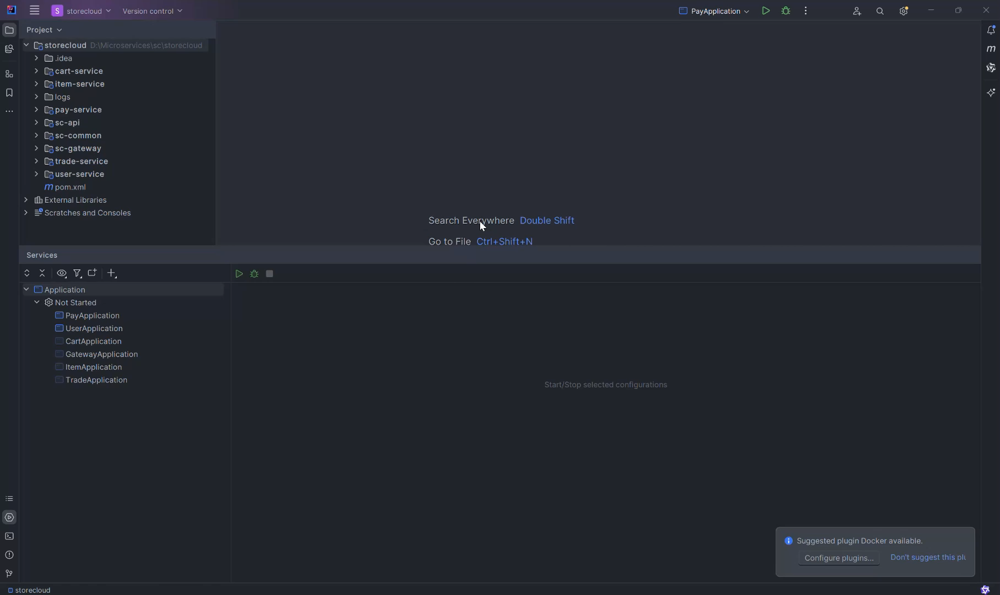 S storecloud Version control PayApplication
Project
storecloud D:\Microservices\sc\storecloud
.idea
cart-service
item-service
logs
pay-service
sc-api
sc-common
sc-gateway
trade-service
user-service
m pom.xml
External Libraries
Scratches and Consoles
Search Everywhere Double Shift
Go to File Ctrl+Shift+N
Services
Application
Not Started
PayApplication
UserApplication
CartApplication
GatewayApplication
ItemApplication
TradeApplication
Start/Stop selected configurations
Suggested plugin Docker available.
Configure plugins... Don't suggest this plu
storecloud